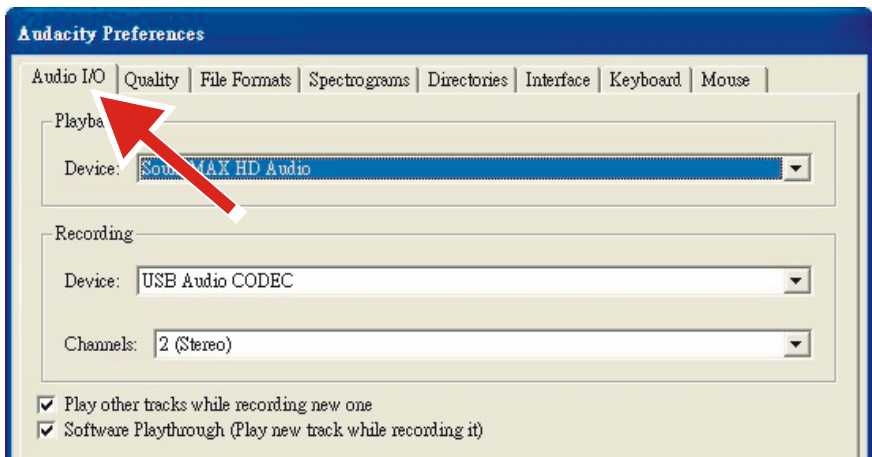 Audacity Preferences
Audio I/O Quality File Formats Spectrograms Directories Interface Keyboard Mouse
Device: MAX HD Audio
Recording
Device: USB Audio CODEC
Channels: 2 (Stereo)
Play other tracks while recording new one
Software Playthrough (Play new track while recording it)